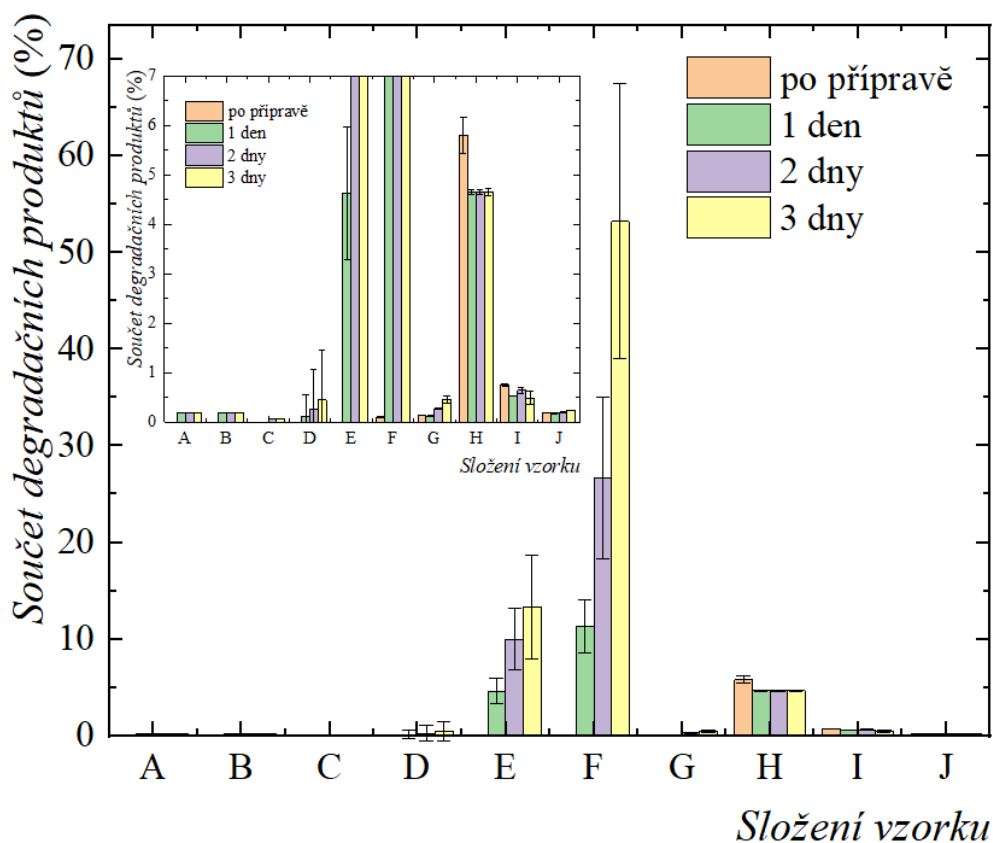 Součet degradačních produktů (%)
70
60
50
40
30
20
10
0
A B C D E F G H I J
Složení vzorku
po přípravě
1 den
2 dny
3 dny
Součet degradačních produktů (%)
7
6
5
4
3
2
1
0
A B C D E F G H I J
Složení vzorku
po přípravě
1 den
2 dny
3 dny